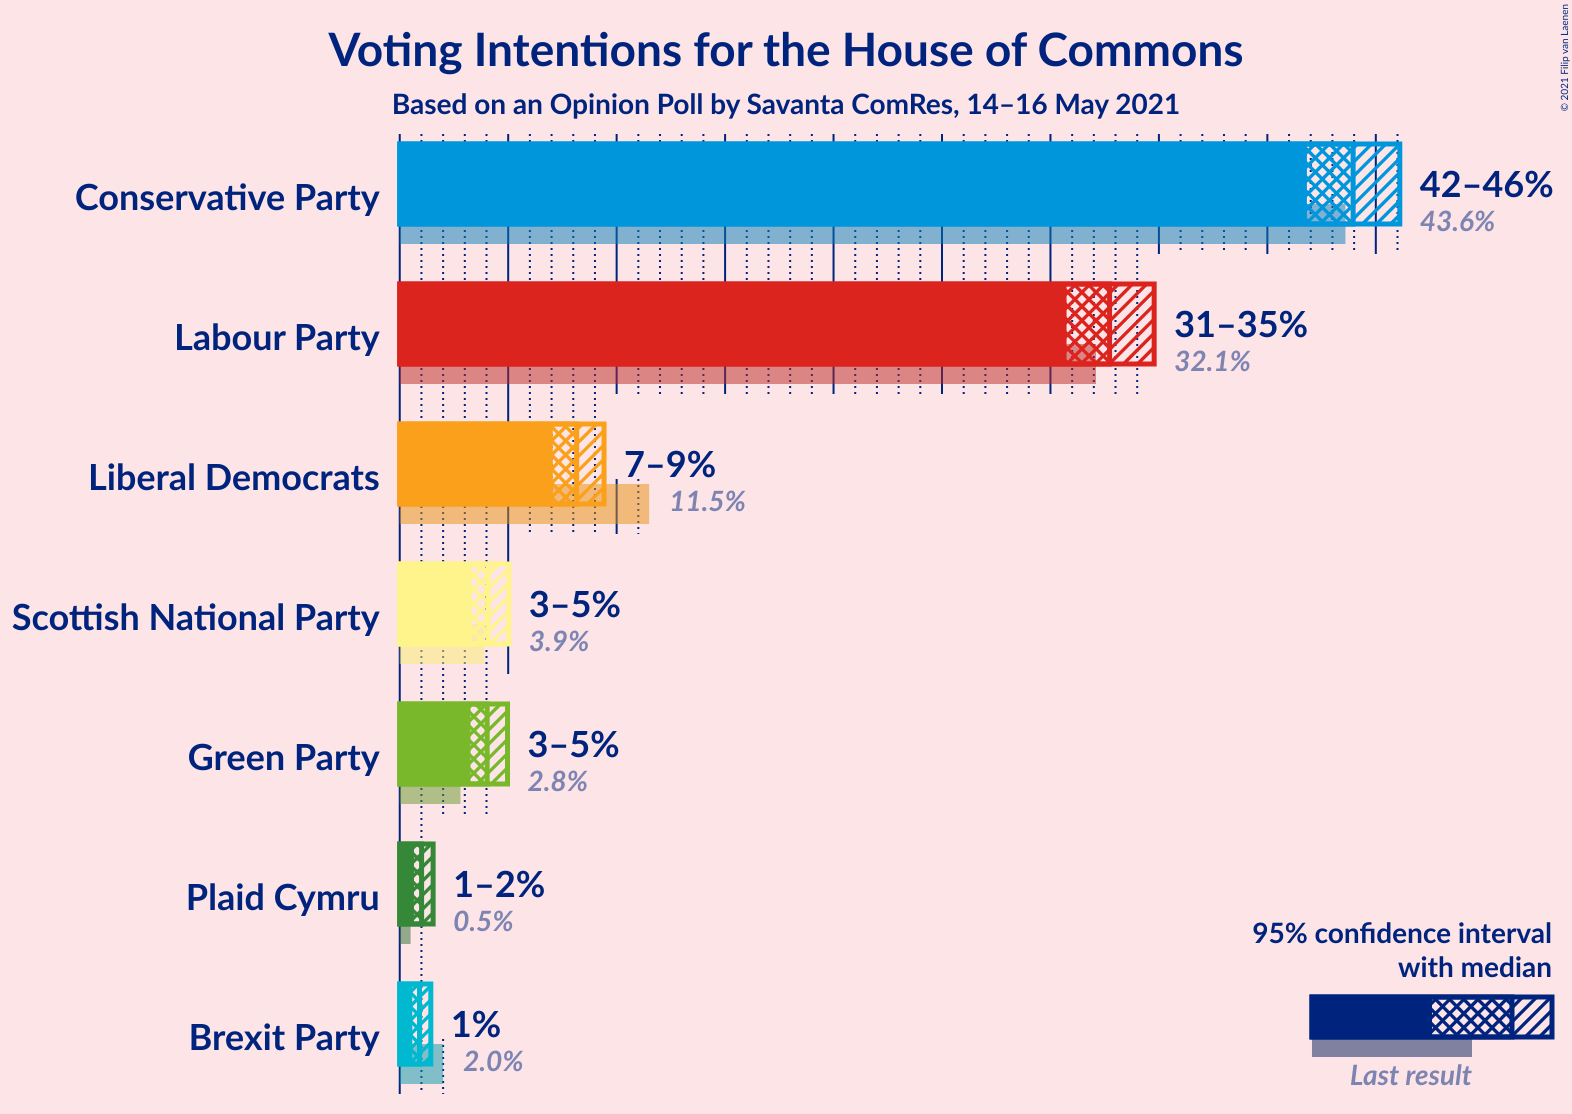 Voting Intentions for the House of Commons
Based on an Opinion Poll by Savanta ComRes, 14–16 May 2021
© 2021 Filip van Laenen
Conservative Party
42–46%
43.6%
Labour Party
31–35%
32.1%
Liberal Democrats
7–9%
11.5%
Scottish National Party
3–5%
3.9%
Green Party
3–5%
2.8%
Plaid Cymru
1–2%
0.5%
Brexit Party
1%
2.0%
95% confidence interval
with median
Last result